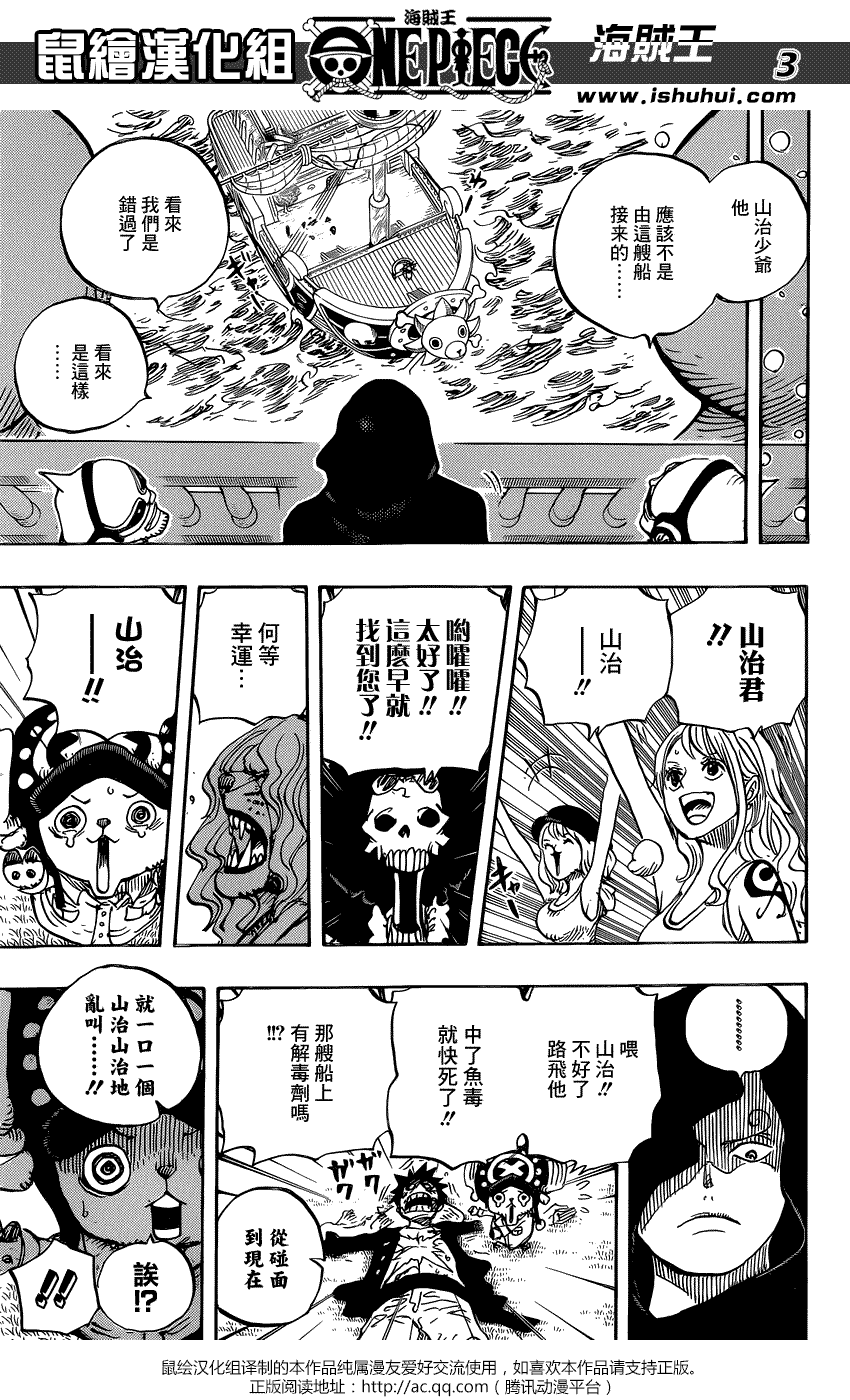 鼠繪漢化組
海賊王
ONE PIECE
海賊王
3
www.ishuhui.com
山治少爺
他
應該不是
由這艘船
接来的……
看來
我們是
錯過了
看來
是這樣
……
山治君
!!
山治
——!!
喲嚯嚯!!
太好了!!
這麼早就
找到您了!!
何等
幸運…
山治
——!!
キャー
………
喂
山治!!
不好了
路飛他
中了魚毒
就快死了!!
那艘船上
有解毒劑嗎
!!?
ガク
ガク
從碰面
到現在
就一口一個
山治山治地
亂叫……!!
誒!?
!!
鼠绘汉化组译制的本作品纯属漫友爱好交流使用，如喜欢本作品请支持正版。
正版阅读地址：http://ac.qq.com（腾讯动漫平台）